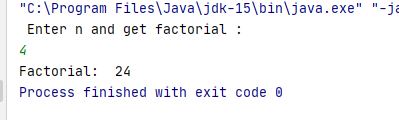 "C:\Program Files\Java\jdk-15\bin\java.exe" "-ja
Enter n and get factorial :
4
Factorial:  24
Process finished with exit code 0